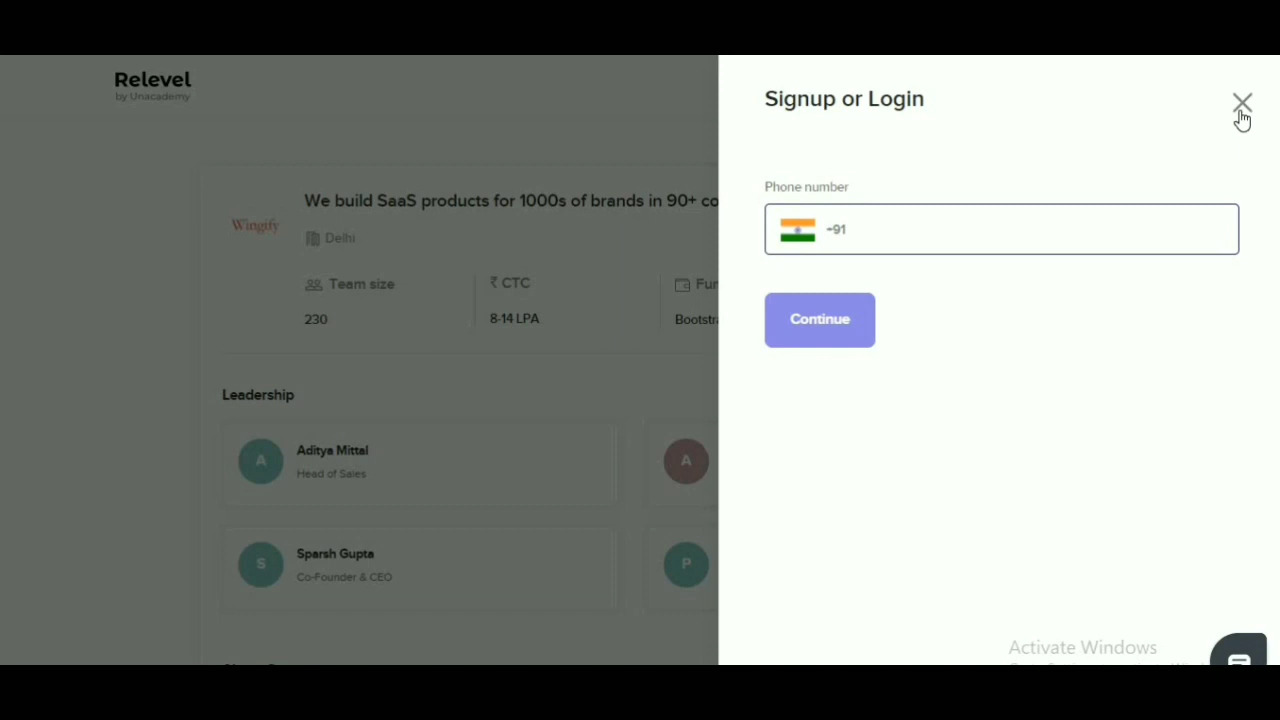 Relevel
by Unacademy
Signup or Login
Phone number
-91
Continue
We build SaaS products for 1000s of brands in 90+ co
Wingify
Delhi
Team size
₹ CTC
Fun
230
8-14 LPA
Bootstra
Leadership
A
Aditya Mittal
Head of Sales
A
S
Sparsh Gupta
Co-Founder & CEO
P
Activate Windows